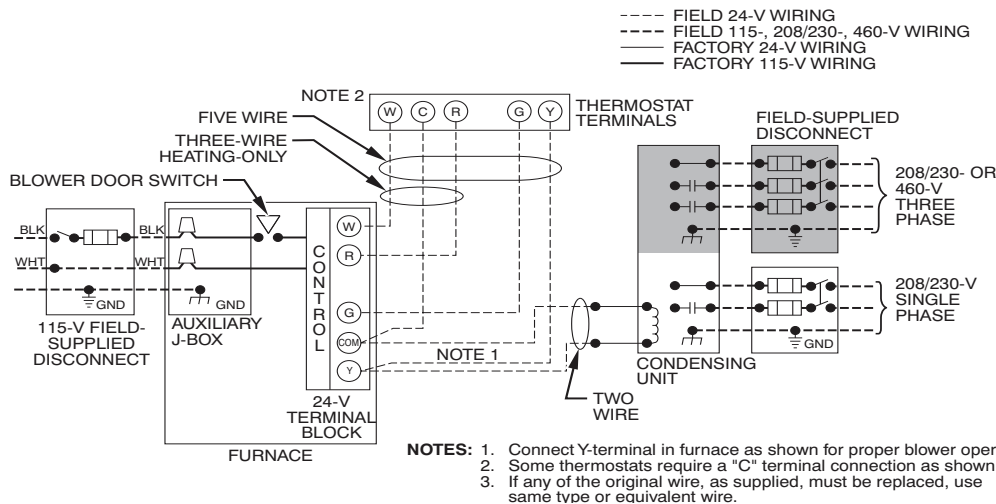 FIELD 24-V WIRING
FIELD 115-, 208/230-, 460-V WIRING
FACTORY 24-V WIRING
FACTORY 115-V WIRING
NOTE 2
W C R G Y
THERMOSTAT
TERMINALS
FIVE WIRE
THREE-WIRE
HEATING-ONLY
BLOWER DOOR SWITCH
FIELD-SUPPLIED
DISCONNECT
208/230- OR
460-V
THREE
PHASE
BLK
BLK
WHT
WHT
GND
GND
115-V FIELD-
SUPPLIED
DISCONNECT
AUXILIARY
J-BOX
CONTROL
W
R
G
COM
Y
NOTE 1
24-V
TERMINAL
BLOCK
FURNACE
TWO
WIRE
CONDENSING
UNIT
GND
208/230-V
SINGLE
PHASE
NOTES: 1. Connect Y-terminal in furnace as shown for proper blower oper
2. Some thermostats require a "C" terminal connection as shown
3. If any of the original wire, as supplied, must be replaced, use
same type or equivalent wire.